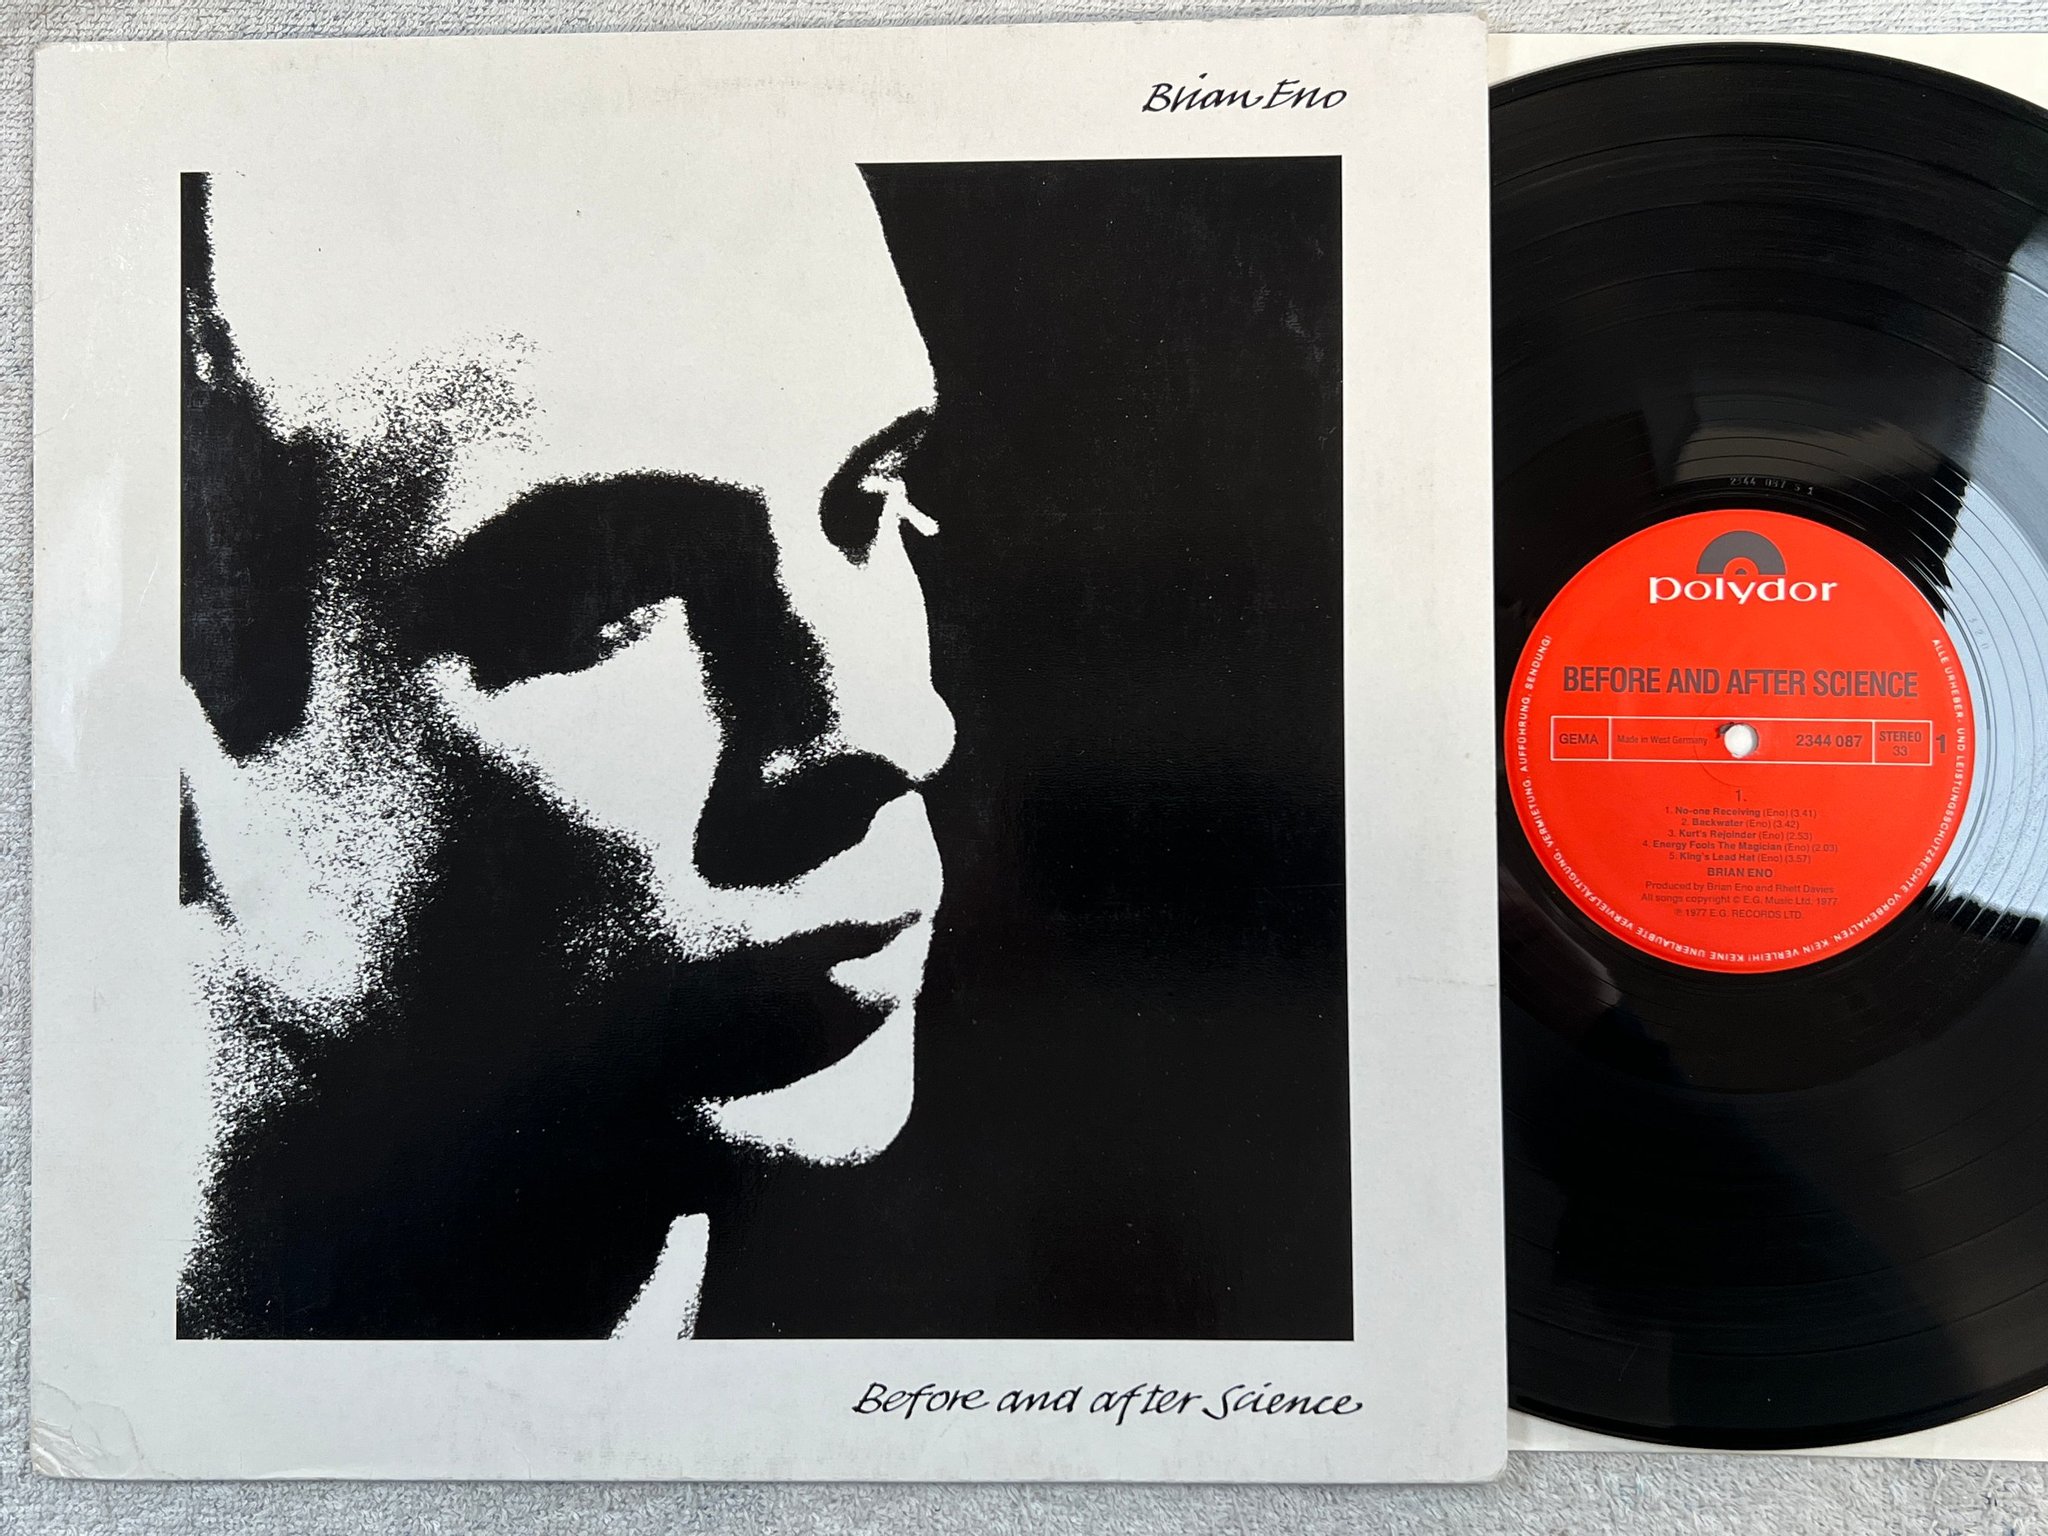 Brian Eno
Before and after Science
2344 087 S 1
320
polydor
BEFORE AND AFTER SCIENCE
GEMA
Made in West Germany
2344 087
STEREO
33
1
1.
1. No-one Receiving (Eno) (3.41)
2. Backwater (Eno) (3.42)
3. Kurt's Rejoinder (Eno) (2.53)
4. Energy Fools The Magician (Eno) (2.03)
5. King's Lead Hat (Eno) (3.57)
BRIAN ENO
Produced by Brian Eno and Rhett Davies
All songs copyright © E.G. Music Ltd. 1977
℗ 1977 E.G. RECORDS LTD.
ALLE URHEBER- UND LEISTUNGSSCHUTZRECHTE VORBEHALTEN. KEIN VERLEIH! KEINE UNERLAUBTE VERVIELFÄLTIGUNG, VERMIETUNG, AUFFÜHRUNG, SENDUNG!